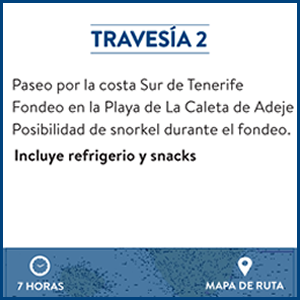 TRAVESÍA 2
Paseo por la costa Sur de Tenerife
Fondeo en la Playa de La Caleta de Adeje
Posibilidad de snorkel durante el fondeo.
Incluye refrigerio y snacks
7 HORAS
MAPA DE RUTA